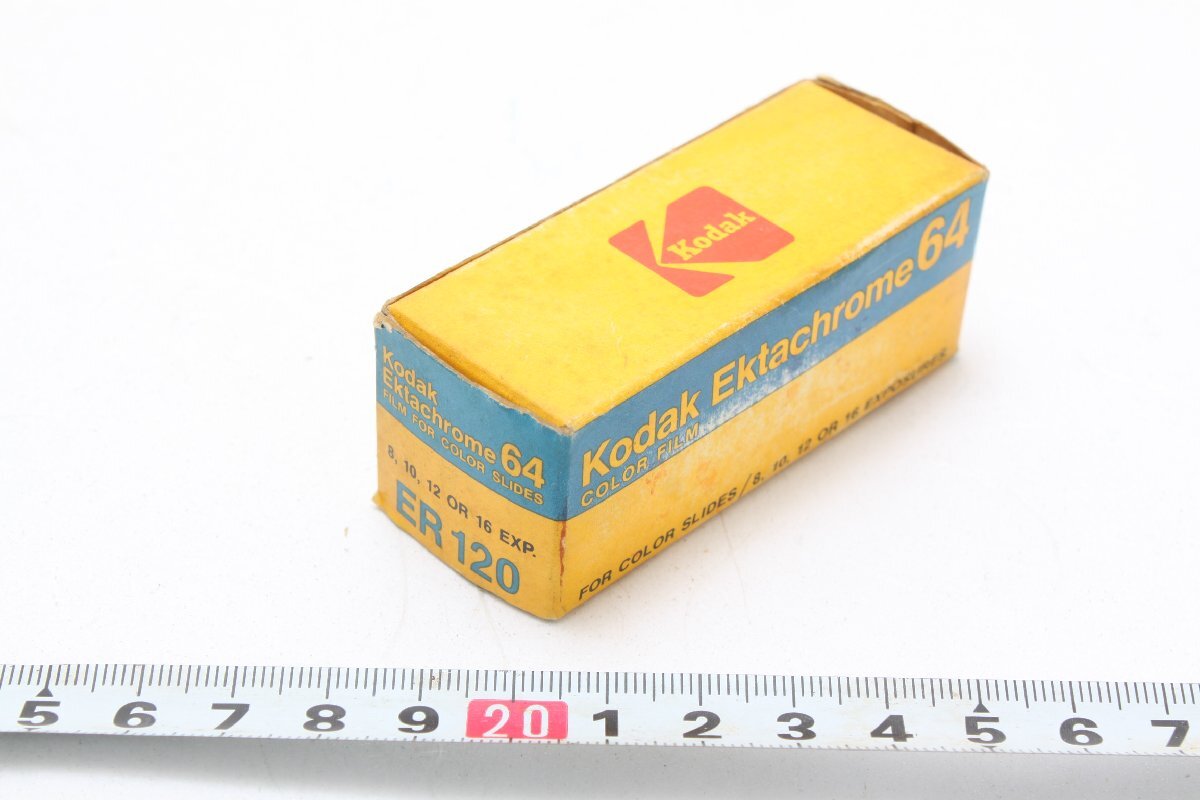 Kodak
Kodak Ektachrome 64
COLOR FILM
FOR COLOR SLIDES / 8, 10, 12 OR 16 EXPOSURES
Kodak
Ektachrome 64
FILM FOR COLOR SLIDES
8, 10, 12 OR 16 EXP.
ER 120
5 6 7 8 9 20 1 2 3 4 5 6 7